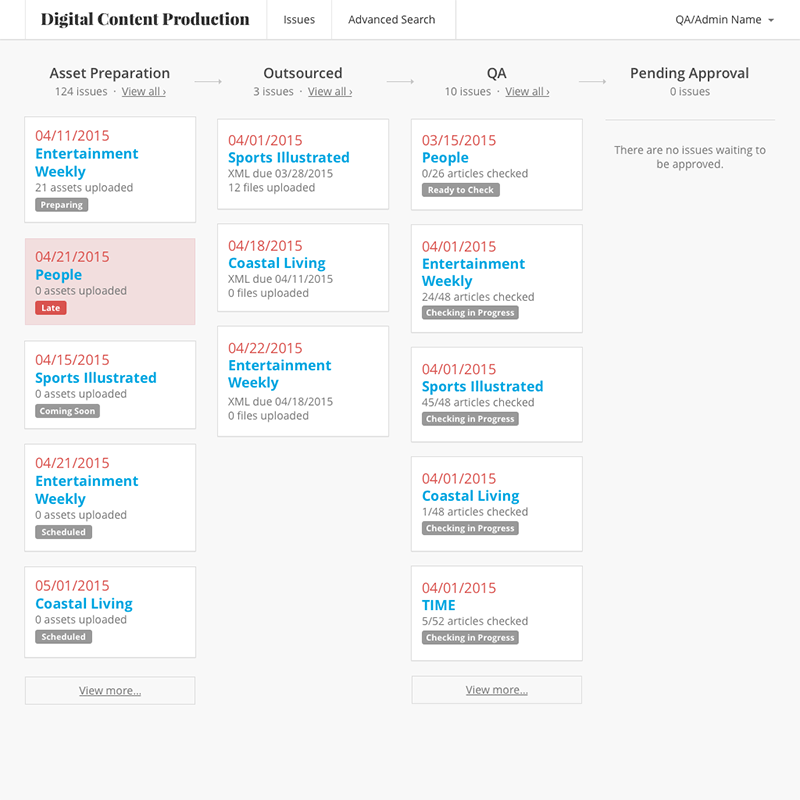 Digital Content Production
Issues
Advanced Search
QA/Admin Name
Asset Preparation
124 issues · View all ›
04/11/2015
Entertainment
Weekly
21 assets uploaded
Preparing
04/21/2015
People
0 assets uploaded
Late
04/15/2015
Sports Illustrated
0 assets uploaded
Coming Soon
04/21/2015
Entertainment
Weekly
0 assets uploaded
Scheduled
05/01/2015
Coastal Living
0 assets uploaded
Scheduled
View more...
Outsourced
3 issues · View all ›
04/01/2015
Sports Illustrated
XML due 03/28/2015
12 files uploaded
04/18/2015
Coastal Living
XML due 04/11/2015
0 files uploaded
04/22/2015
Entertainment
Weekly
XML due 04/18/2015
0 files uploaded
QA
10 issues · View all ›
03/15/2015
People
0/26 articles checked
Ready to Check
04/01/2015
Entertainment
Weekly
24/48 articles checked
Checking in Progress
04/01/2015
Sports Illustrated
45/48 articles checked
Checking in Progress
04/01/2015
Coastal Living
1/48 articles checked
Checking in Progress
04/01/2015
TIME
5/52 articles checked
Checking in Progress
View more...
Pending Approval
0 issues
There are no issues waiting to
be approved.